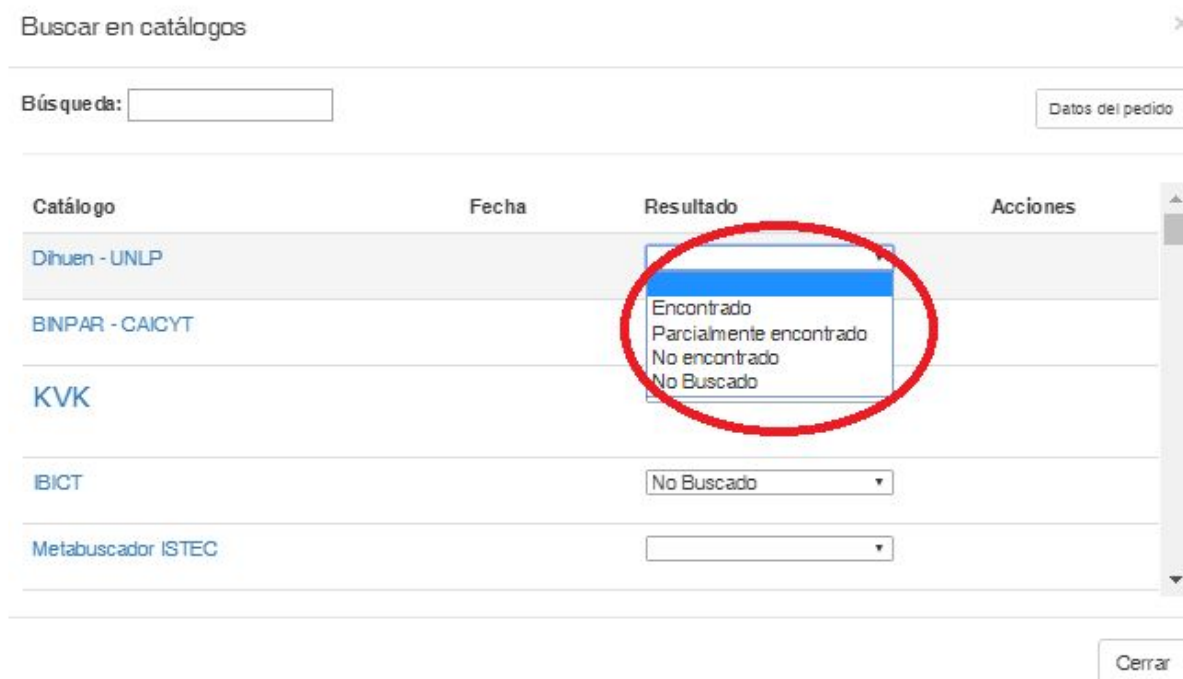 Buscar en catálogos ×
Búsqueda:
Datos del pedido
Catálogo Fecha Resultado Acciones
Dihuen - UNLP
Encontrado
Parcialmente encontrado
No encontrado
No Buscado
BINPAR - CAICYT
KVK
IBICT No Buscado
Metabuscador ISTEC
Cerrar